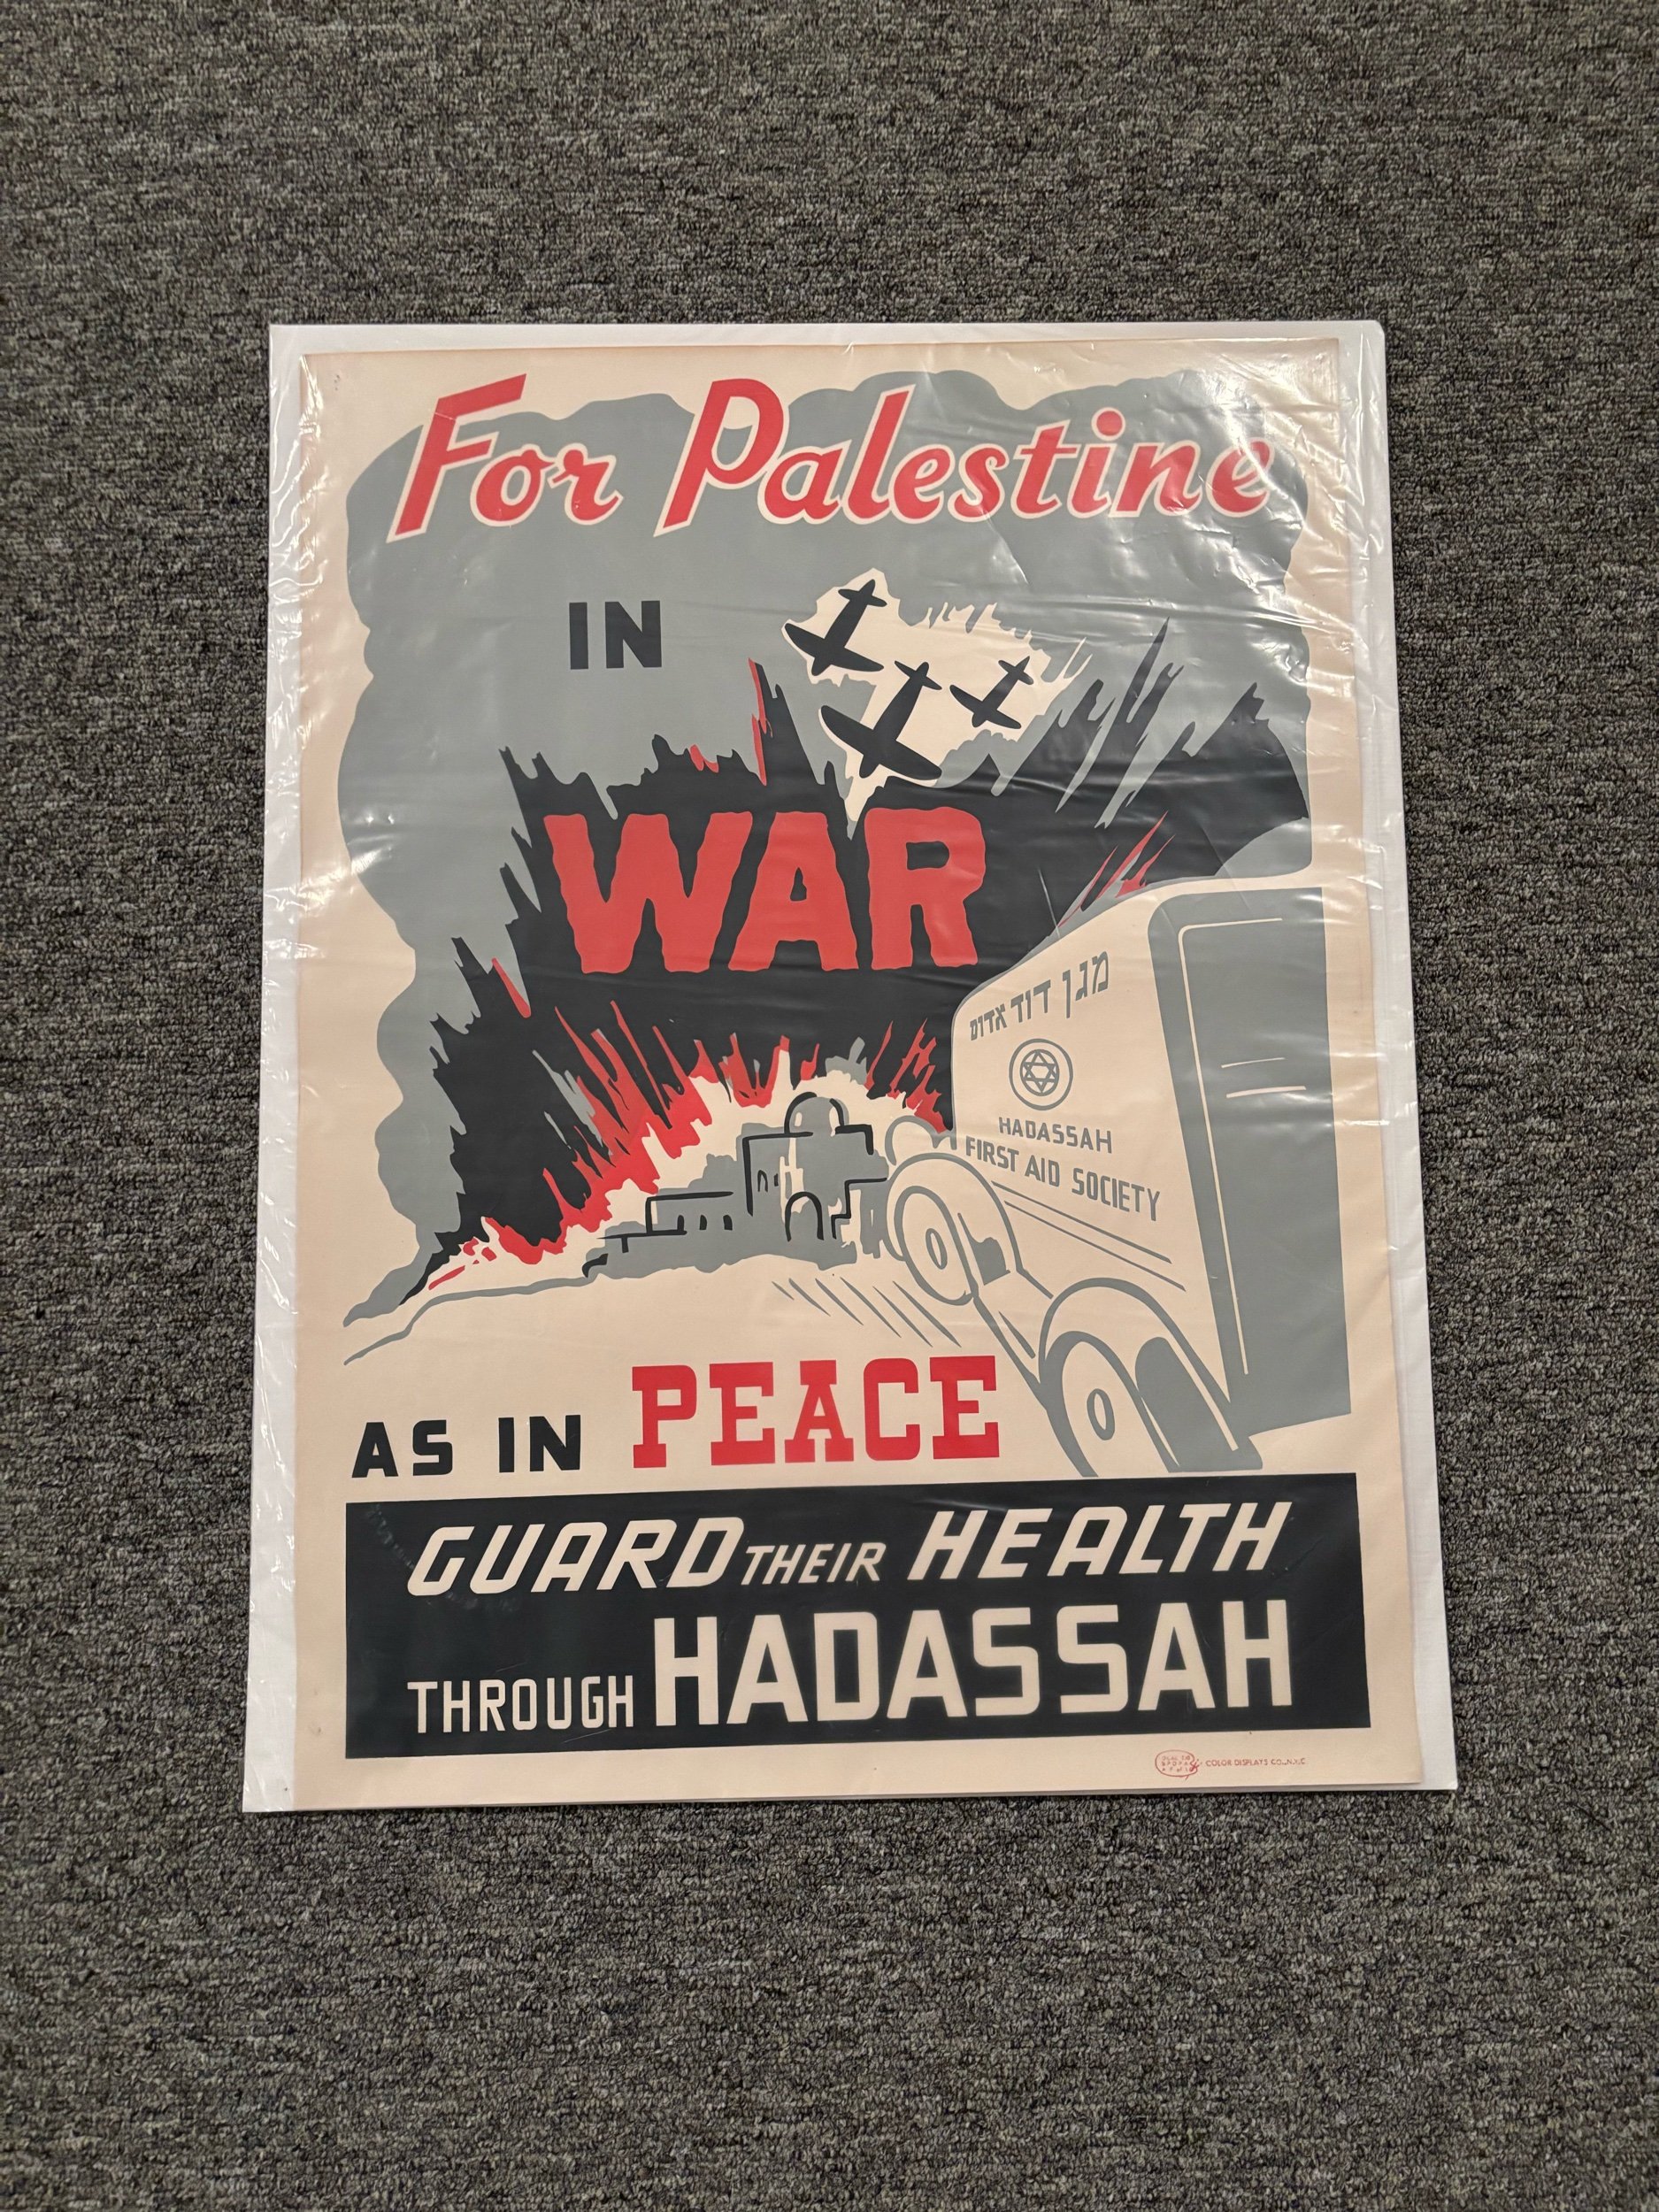 For Palestine
IN
WAR
מגן דוד אדום
HADASSAH
FIRST AID SOCIETY
AS IN PEACE
GUARD THEIR HEALTH
THROUGH HADASSAH
COLOR DISPLAYS CO., N.Y.C.